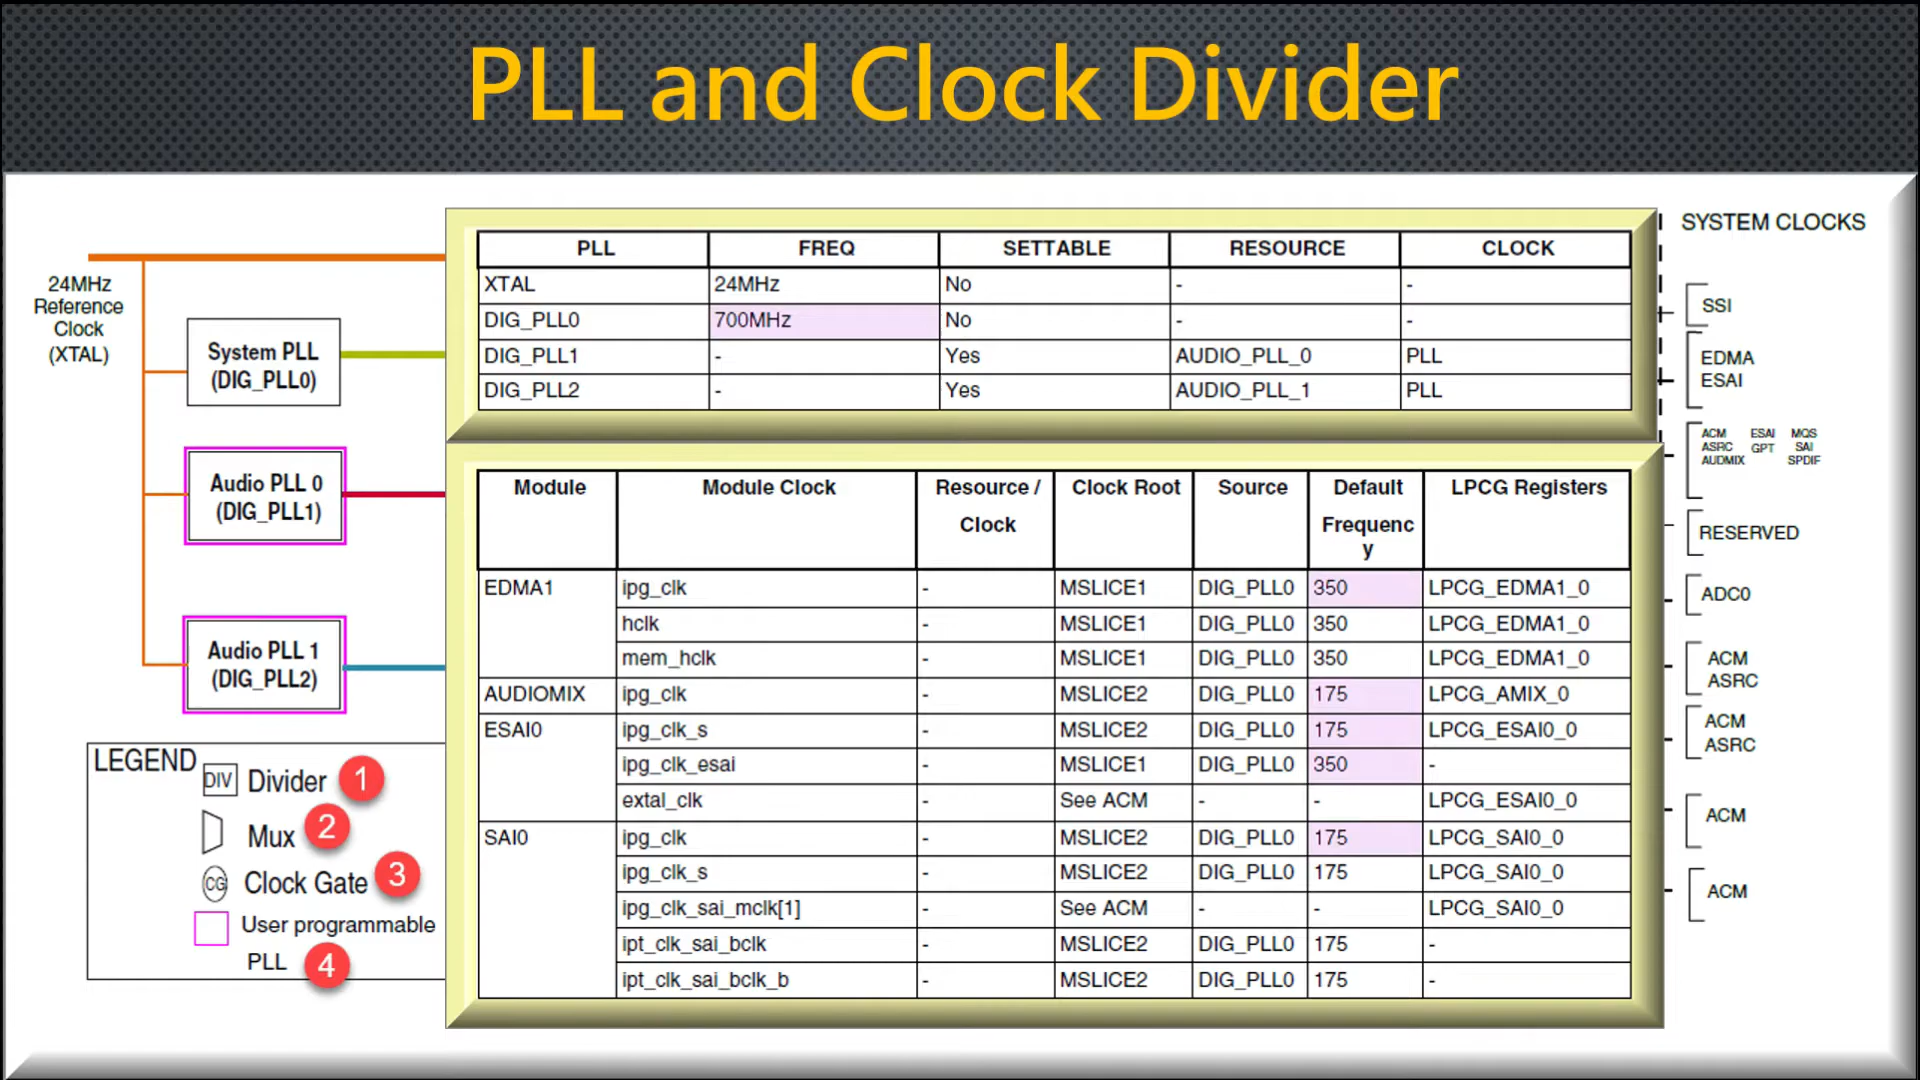 PLL and Clock Divider
24MHz
Reference
Clock
(XTAL)
System PLL
(DIG_PLL0)
Audio PLL 0
(DIG_PLL1)
Audio PLL 1
(DIG_PLL2)
LEGEND
DIV Divider 1
Mux 2
CG Clock Gate 3
User programmable
PLL 4
PLL FREQ SETTABLE RESOURCE CLOCK
XTAL 24MHz No - -
DIG_PLL0 700MHz No - -
DIG_PLL1 - Yes AUDIO_PLL_0 PLL
DIG_PLL2 - Yes AUDIO_PLL_1 PLL
Module Module Clock Resource / Clock Root Source Default LPCG Registers
Clock Frequenc
y
EDMA1 ipg_clk - MSLICE1 DIG_PLL0 350 LPCG_EDMA1_0
hclk - MSLICE1 DIG_PLL0 350 LPCG_EDMA1_0
mem_hclk - MSLICE1 DIG_PLL0 350 LPCG_EDMA1_0
AUDIOMIX ipg_clk - MSLICE2 DIG_PLL0 175 LPCG_AMIX_0
ESAI0 ipg_clk_s - MSLICE2 DIG_PLL0 175 LPCG_ESAI0_0
ipg_clk_esai - MSLICE1 DIG_PLL0 350 -
extal_clk - See ACM - - LPCG_ESAI0_0
SAI0 ipg_clk - MSLICE2 DIG_PLL0 175 LPCG_SAI0_0
ipg_clk_s - MSLICE2 DIG_PLL0 175 LPCG_SAI0_0
ipg_clk_sai_mclk[1] - See ACM - - LPCG_SAI0_0
ipt_clk_sai_bclk - MSLICE2 DIG_PLL0 175 -
ipt_clk_sai_bclk_b - MSLICE2 DIG_PLL0 175 -
SYSTEM CLOCKS
SSI
EDMA
ESAI
ACM ESAI MQS
ASRC GPT SAI
AUDMIX SPDIF
RESERVED
ADC0
ACM
ASRC
ACM
ASRC
ACM
ACM